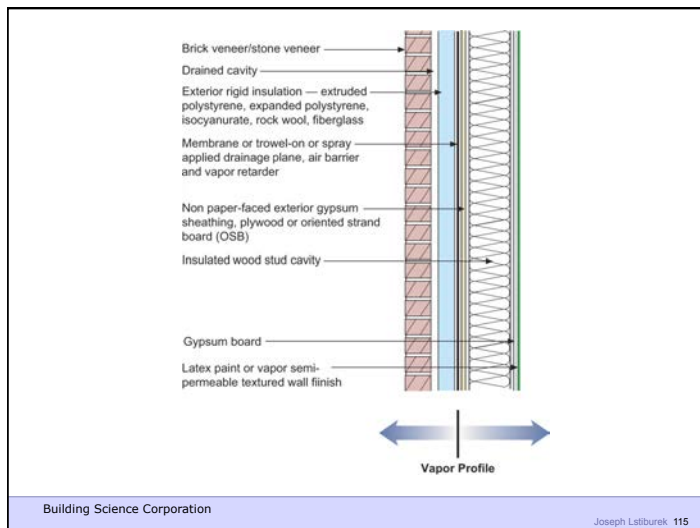 Brick veneer/stone veneer
Drained cavity
Exterior rigid insulation — extruded
polystyrene, expanded polystyrene,
isocyanurate, rock wool, fiberglass
Membrane or trowel-on or spray
applied drainage plane, air barrier
and vapor retarder
Non paper-faced exterior gypsum
sheathing, plywood or oriented strand
board (OSB)
Insulated wood stud cavity
Gypsum board
Latex paint or vapor semi-
permeable textured wall fiinish
Vapor Profile
Building Science Corporation
Joseph Lstiburek 115